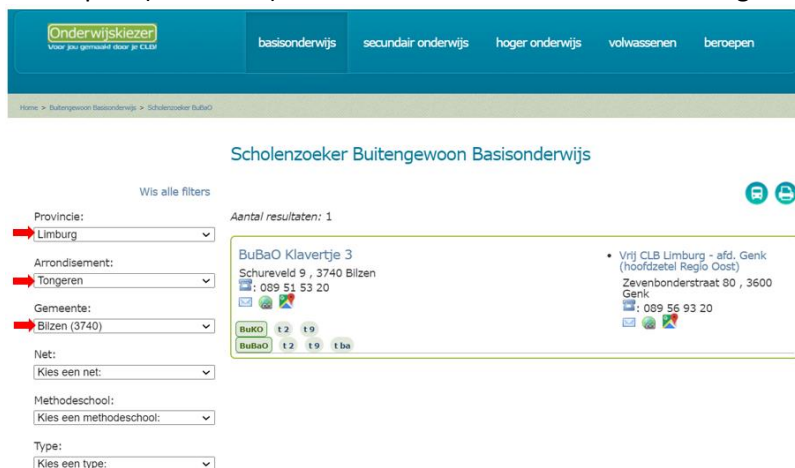 Onderwijskiezer
Voor jou gemaakt door je CLB!
basisonderwijs secundair onderwijs hoger onderwijs volwassenen beroepen
Home > Buitengewoon Basisonderwijs > Scholenzoeker BuBaO
Scholenzoeker Buitengewoon Basisonderwijs
Wis alle filters
Provincie:
Limburg
Arrondisement:
Tongeren
Gemeente:
Bilzen (3740)
Net:
Kies een net:
Methodeschool:
Kies een methodeschool:
Type:
Kies een type:
Aantal resultaten: 1
BuBaO Klavertje 3
Schureveld 9 , 3740 Bilzen
: 089 51 53 20
BuKO t 2 t 9
BuBaO t 2 t 9 t ba
• Vrij CLB Limburg - afd. Genk
(hoofdzetel Regio Oost)
Zevenbonderstraat 80 , 3600
Genk
: 089 56 93 20